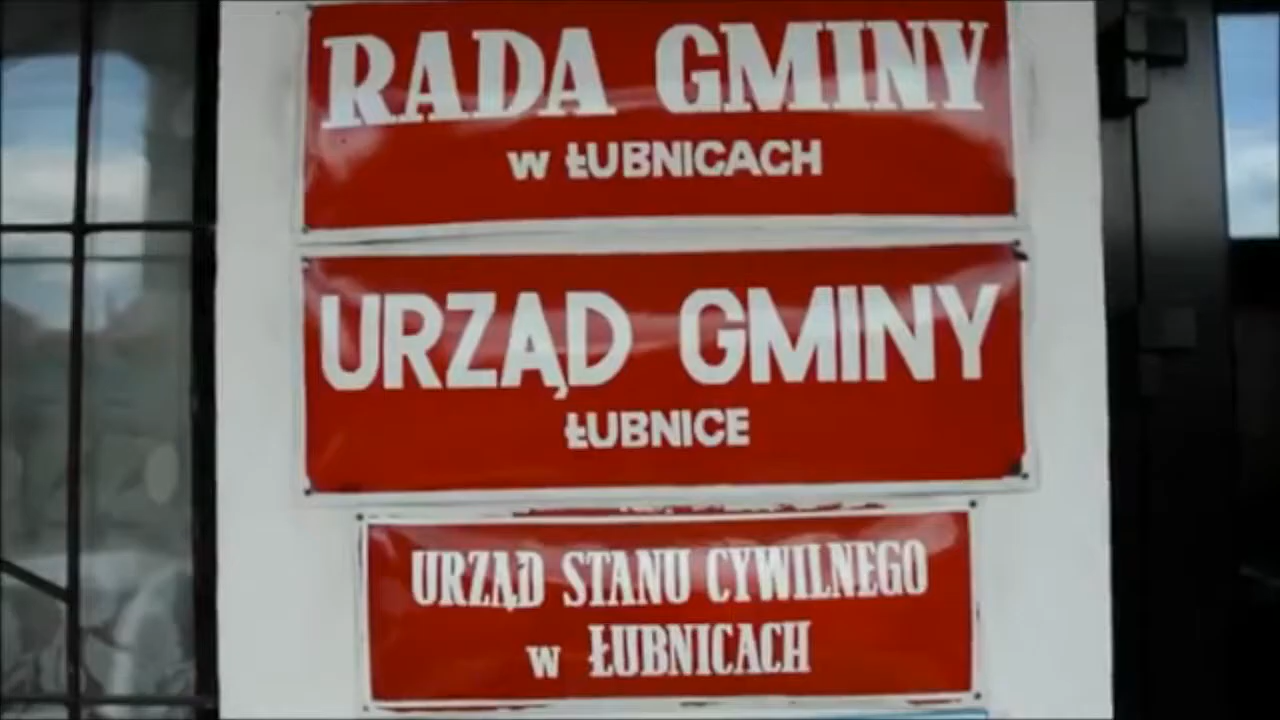 RADA GMINY
w ŁUBNICACH
URZĄD GMINY
ŁUBNICE
URZĄD STANU CYWILNEGO
w ŁUBNICACH